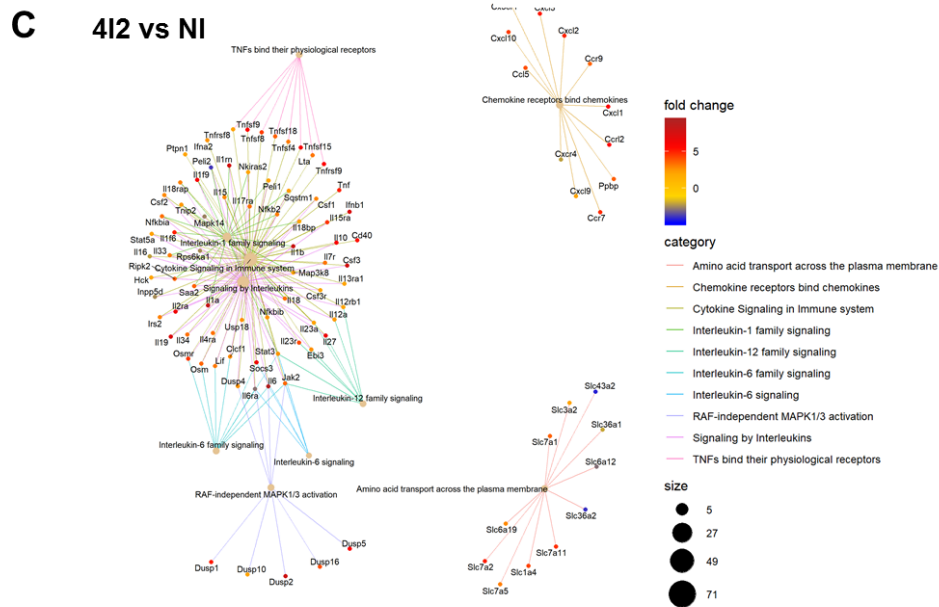 C 4I2 vs NI
TNFs bind their physiological receptors
Cxcl10
Cxcl2
Ccr9
Ccl5
Chemokine receptors bind chemokines
Cxcl1
Ccrl2
Cxcr4
Cxcl9
Ppbp
Ccr7
Tnfrsf8
Tnfsf9
Tnfsf8
Tnfsf18
Tnfsf4
Tnfsf15
Ifna2
Ptpn1
Peli2
Il1rn
Nkiras2
Lta
Tnfrsf9
Il1f9
Il18rap
Il15
Peli1
Sqstm1
Tnf
Csf2
Il17ra
Nfkb2
Csf1
Ifnb1
Tnip2
Il15ra
Nfkbia
Mapk14
Il18bp
Stat5a
Il1f6
Interleukin-1 family signaling
Il10
Cd40
Il16
Il33
Rps6ka1
Il1b
Il7r
Csf3
Ripk2
Cytokine Signaling in Immune system
Map3k8
Il13ra1
Hck
Saa2
Signaling by Interleukins
Inpp5d
Il2ra
Il1a
Il18
Csf3r
Il12rb1
Irs2
Nfkbib
Il12a
Usp18
Il23a
Il19
Il34
Il4ra
Il23r
Il27
Osmr
Clcf1
Stat3
Ebi3
Osm
Lif
Socs3
Dusp4
Il6
Jak2
Il6ra
Interleukin-12 family signaling
Interleukin-6 family signaling
Interleukin-6 signaling
RAF-independent MAPK1/3 activation
Dusp1
Dusp10
Dusp2
Dusp16
Dusp5
Slc43a2
Slc3a2
Slc36a1
Slc7a1
Slc6a12
Amino acid transport across the plasma membrane
Slc36a2
Slc6a19
Slc7a11
Slc7a2
Slc1a4
Slc7a5
fold change
5
0
category
Amino acid transport across the plasma membrane
Chemokine receptors bind chemokines
Cytokine Signaling in Immune system
Interleukin-1 family signaling
Interleukin-12 family signaling
Interleukin-6 family signaling
Interleukin-6 signaling
RAF-independent MAPK1/3 activation
Signaling by Interleukins
TNFs bind their physiological receptors
size
5
27
49
71